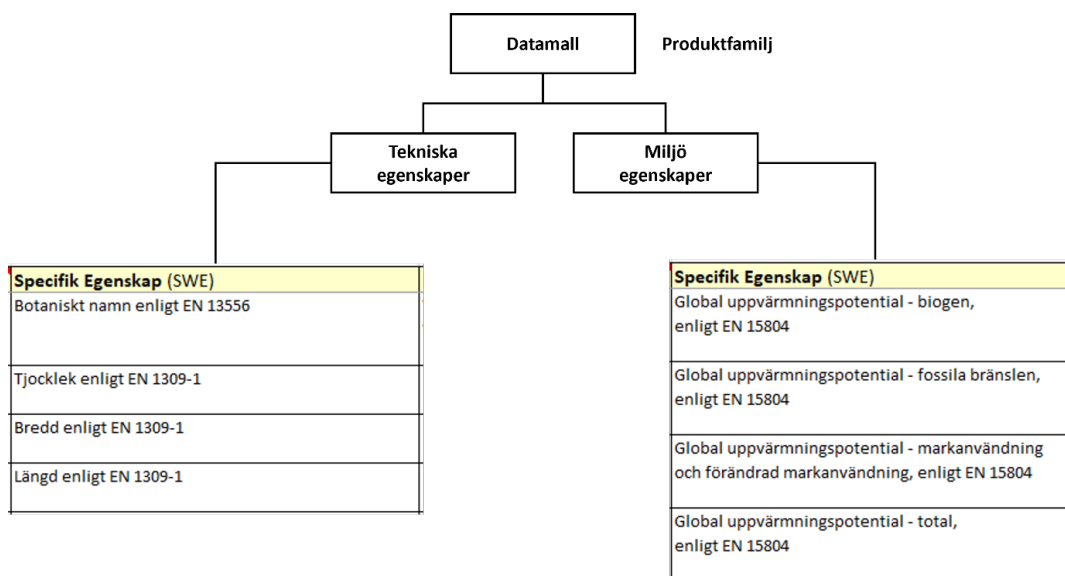 Datamall
Produktfamilj
Tekniska
egenskaper
Miljö
egenskaper
Specifik Egenskap (SWE)
Botaniskt namn enligt EN 13556
Tjocklek enligt EN 1309-1
Bredd enligt EN 1309-1
Längd enligt EN 1309-1
Specifik Egenskap (SWE)
Global uppvärmningspotential - biogen,
enligt EN 15804
Global uppvärmningspotential - fossila bränslen,
enligt EN 15804
Global uppvärmningspotential - markanvändning
och förändrad markanvändning, enligt EN 15804
Global uppvärmningspotential - total,
enligt EN 15804